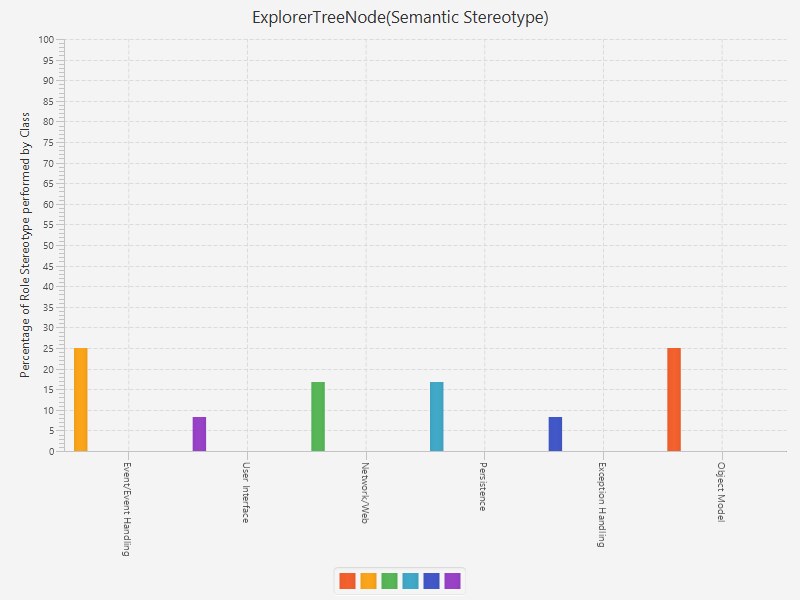 ExplorerTreeNode(Semantic Stereotype)
Percentage of Role Stereotype performed by Class
100
95
90
85
80
75
70
65
60
55
50
45
40
35
30
25
20
15
10
5
0
Event/Event Handling
User Interface
Network/Web
Persistence
Exception Handling
Object Model